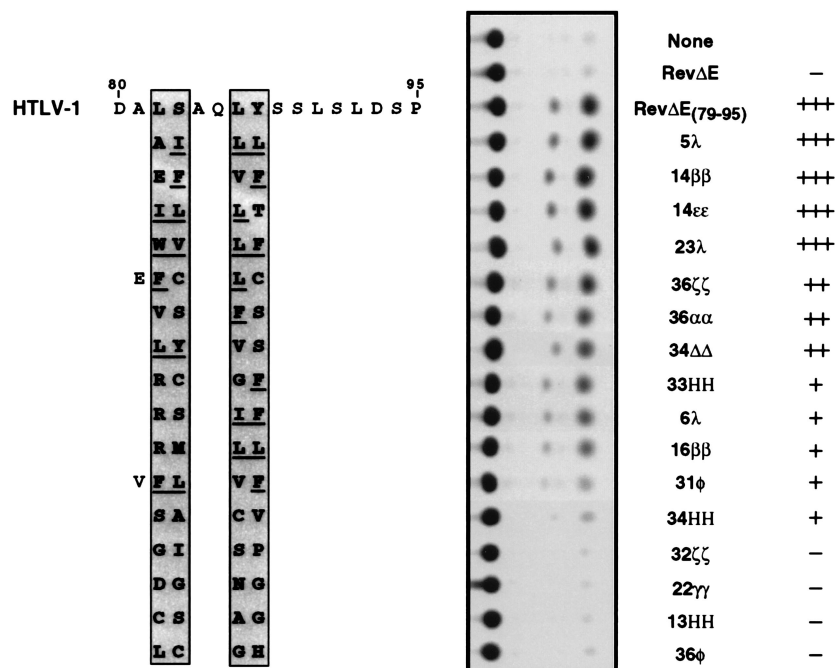 None
RevΔE –
80 95
HTLV-1 D A L S A Q L Y S S L S L D S P RevΔE(79-95) +++
A I L L 5λ +++
E F V F 14ββ +++
I L L T 14εε +++
W V L F 23λ +++
E F C L C 36ζζ ++
V S F S 36αα ++
L Y V S 34ΔΔ ++
R C G F 33HH +
R S I F 6λ +
R M L L 16ββ +
V F L V F 31ϕ +
S A C V 34HH +
G I S P 32ζζ –
D G N G 22γγ –
C S A G 13HH –
L C G H 36ϕ –